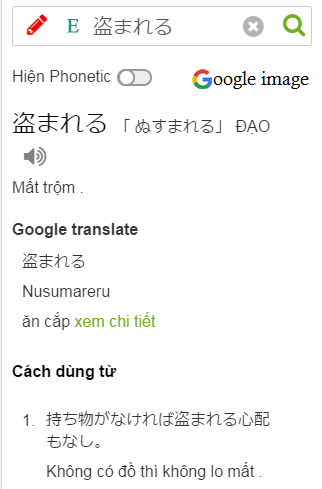 E 盗まれる
Hiện Phonetic Google image
盗まれる 「 ぬすまれる」 ĐẠO
Mất trộm .
Google translate
盗まれる
Nusumareru
ăn cắp xem chi tiết
Cách dùng từ
1. 持ち物がなければ盗まれる心配
もなし。
Không có đồ thì không lo mất .